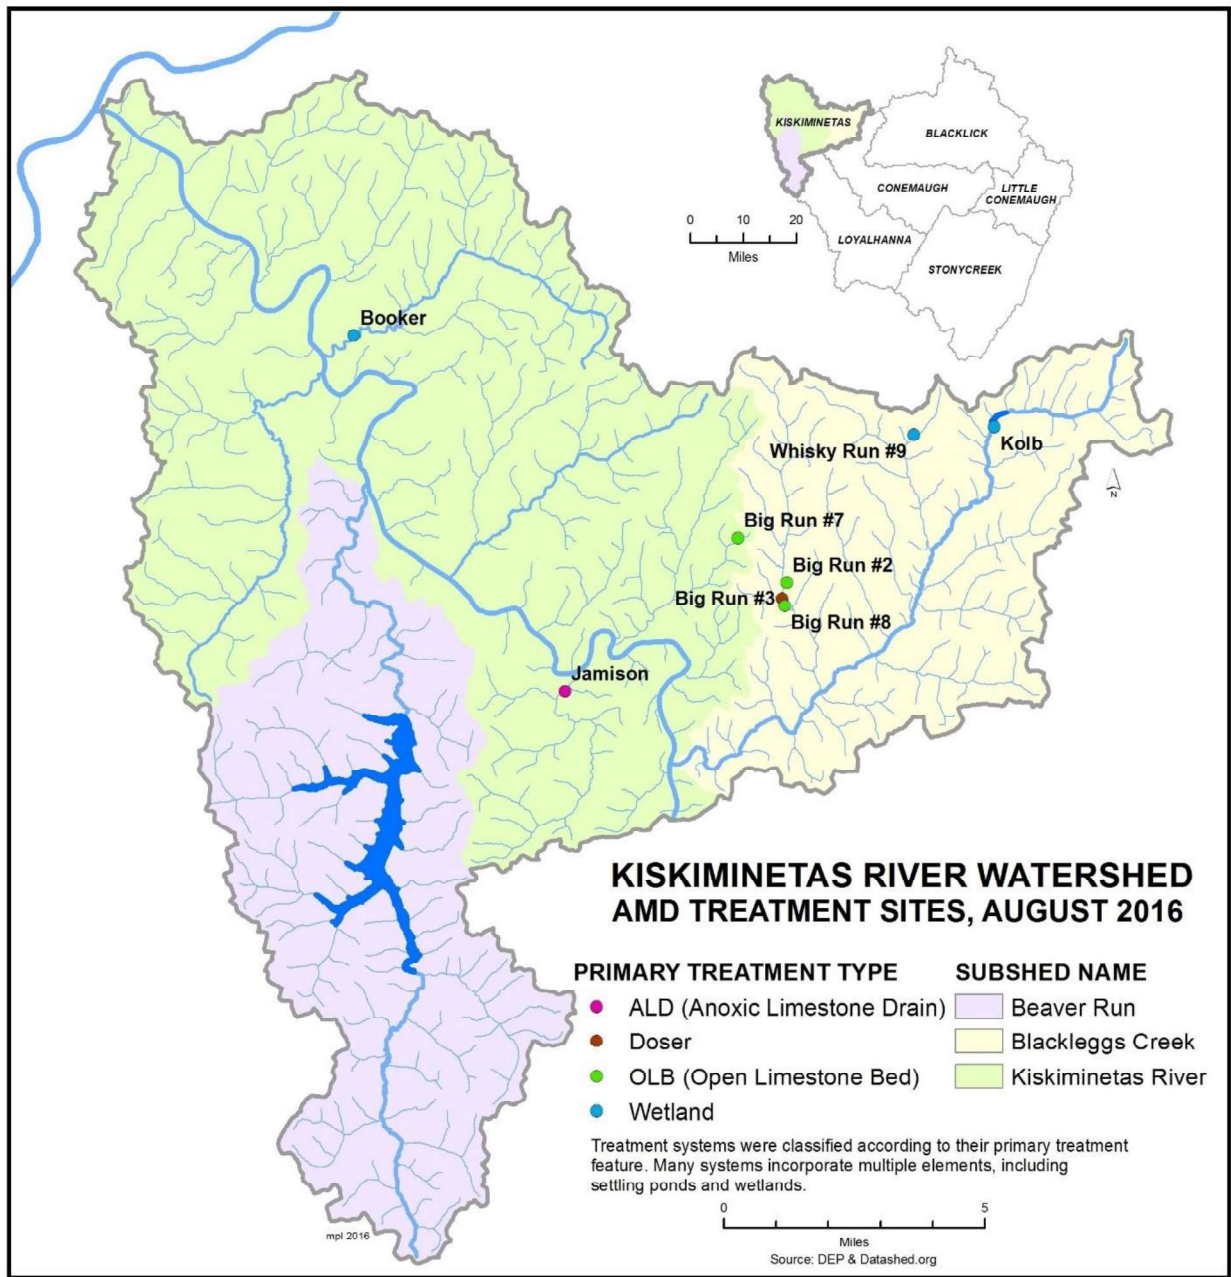 KISKIMINETAS
BLACKLICK
CONEMAUGH
LITTLE
CONEMAUGH
LOYALHANNA
STONYCREEK
0 10 20
Miles
Booker
Whisky Run #9
Kolb
N
Big Run #7
Big Run #2
Big Run #3
Big Run #8
Jamison
KISKIMINETAS RIVER WATERSHED
AMD TREATMENT SITES, AUGUST 2016
PRIMARY TREATMENT TYPE
ALD (Anoxic Limestone Drain)
Doser
OLB (Open Limestone Bed)
Wetland
SUBSHED NAME
Beaver Run
Blackleggs Creek
Kiskiminetas River
Treatment systems were classified according to their primary treatment
feature. Many systems incorporate multiple elements, including
settling ponds and wetlands.
0 5
Miles
Source: DEP & Datashed.org
mpl 2016